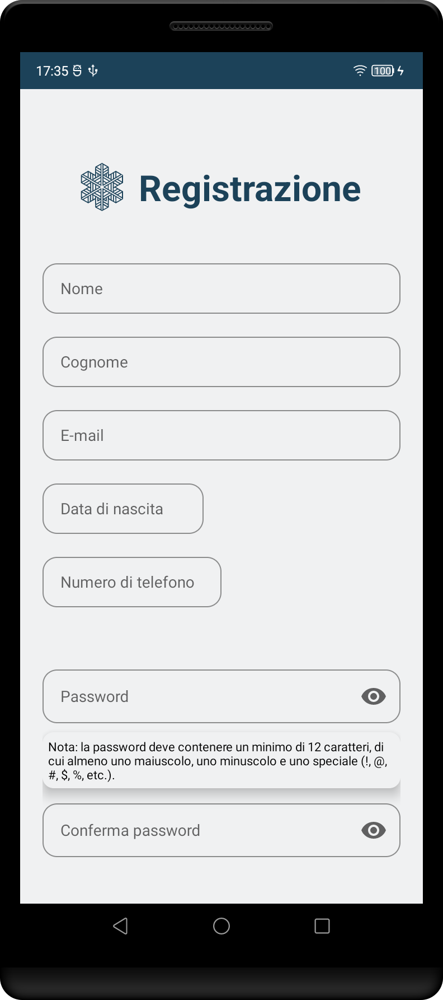 17:35
100
Registrazione
Nome
Cognome
E-mail
Data di nascita
Numero di telefono
Password
Nota: la password deve contenere un minimo di 12 caratteri, di
cui almeno uno maiuscolo, uno minuscolo e uno speciale (!, @,
#, $, %, etc.).
Conferma password